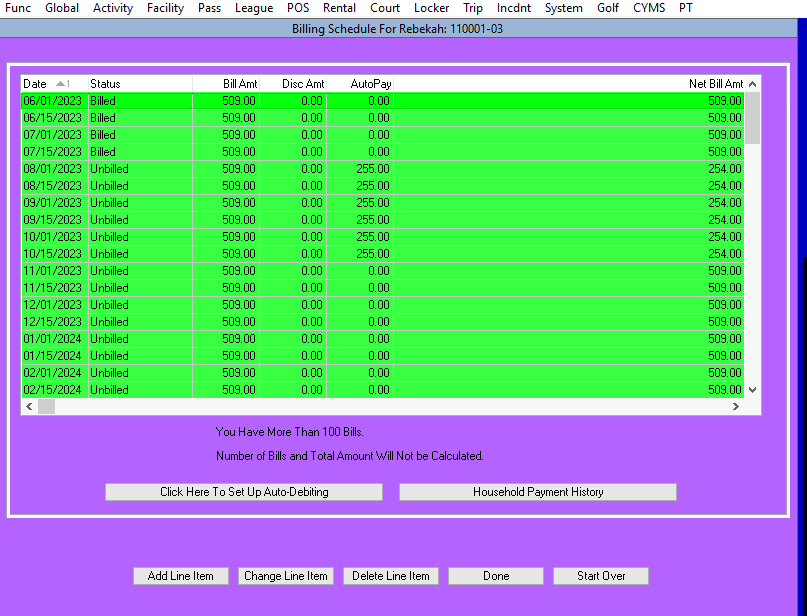 Func Global Activity Facility Pass League POS Rental Court Locker Trip Incdnt System Golf CYMS PT
Billing Schedule For Rebekah: 110001-03
Date 1 Status Bill Amt Disc Amt AutoPay Net Bill Amt
06/01/2023 Billed 509.00 0.00 0.00 509.00
06/15/2023 Billed 509.00 0.00 0.00 509.00
07/01/2023 Billed 509.00 0.00 0.00 509.00
07/15/2023 Billed 509.00 0.00 0.00 509.00
08/01/2023 Unbilled 509.00 0.00 255.00 254.00
08/15/2023 Unbilled 509.00 0.00 255.00 254.00
09/01/2023 Unbilled 509.00 0.00 255.00 254.00
09/15/2023 Unbilled 509.00 0.00 255.00 254.00
10/01/2023 Unbilled 509.00 0.00 255.00 254.00
10/15/2023 Unbilled 509.00 0.00 255.00 254.00
11/01/2023 Unbilled 509.00 0.00 0.00 509.00
11/15/2023 Unbilled 509.00 0.00 0.00 509.00
12/01/2023 Unbilled 509.00 0.00 0.00 509.00
12/15/2023 Unbilled 509.00 0.00 0.00 509.00
01/01/2024 Unbilled 509.00 0.00 0.00 509.00
01/15/2024 Unbilled 509.00 0.00 0.00 509.00
02/01/2024 Unbilled 509.00 0.00 0.00 509.00
02/15/2024 Unbilled 509.00 0.00 0.00 509.00
You Have More Than 100 Bills.
Number of Bills and Total Amount Will Not be Calculated.
Click Here To Set Up Auto-Debiting Household Payment History
Add Line Item Change Line Item Delete Line Item Done Start Over